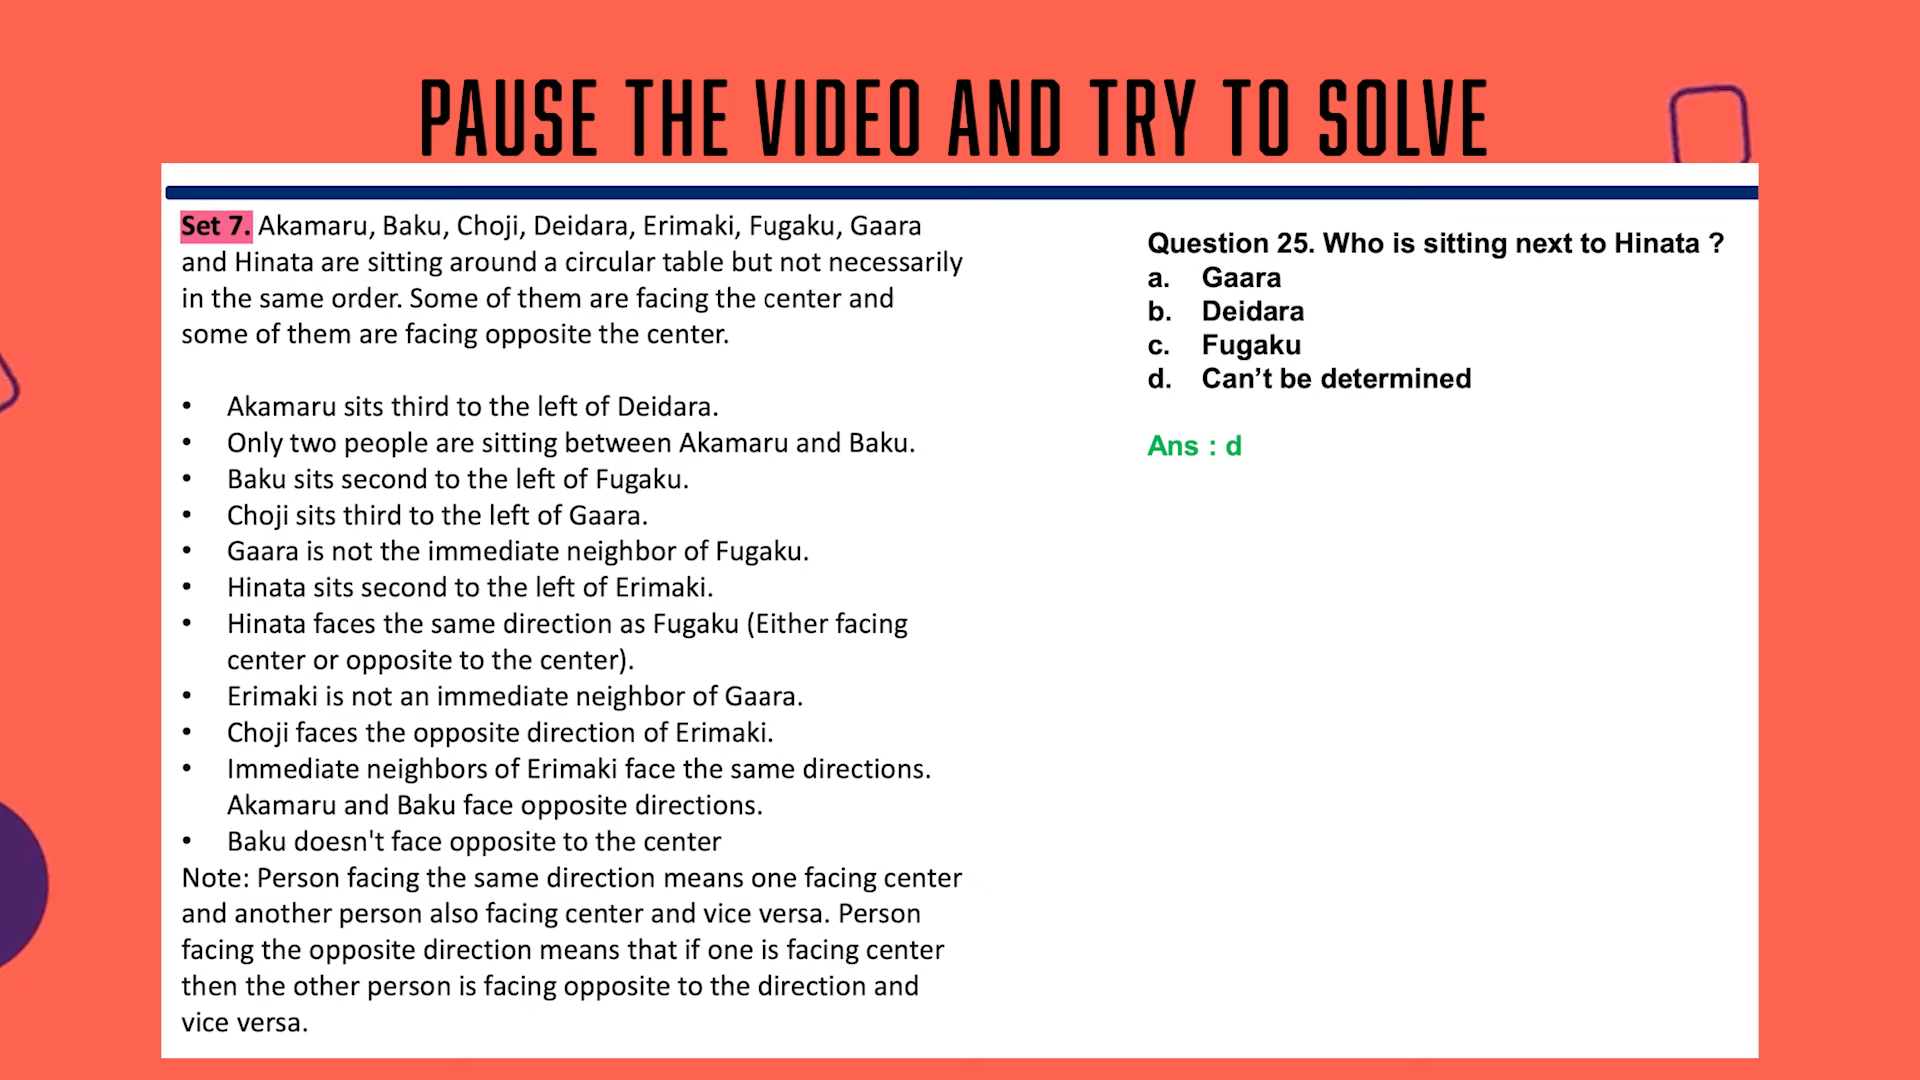 PAUSE THE VIDEO AND TRY TO SOLVE
Set 7. Akamaru, Baku, Choji, Deidara, Erimaki, Fugaku, Gaara
and Hinata are sitting around a circular table but not necessarily
in the same order. Some of them are facing the center and
some of them are facing opposite the center.
• Akamaru sits third to the left of Deidara.
• Only two people are sitting between Akamaru and Baku.
• Baku sits second to the left of Fugaku.
• Choji sits third to the left of Gaara.
• Gaara is not the immediate neighbor of Fugaku.
• Hinata sits second to the left of Erimaki.
• Hinata faces the same direction as Fugaku (Either facing
center or opposite to the center).
• Erimaki is not an immediate neighbor of Gaara.
• Choji faces the opposite direction of Erimaki.
• Immediate neighbors of Erimaki face the same directions.
Akamaru and Baku face opposite directions.
• Baku doesn't face opposite to the center
Note: Person facing the same direction means one facing center
and another person also facing center and vice versa. Person
facing the opposite direction means that if one is facing center
then the other person is facing opposite to the direction and
vice versa.
Question 25. Who is sitting next to Hinata ?
a. Gaara
b. Deidara
c. Fugaku
d. Can’t be determined
Ans : d